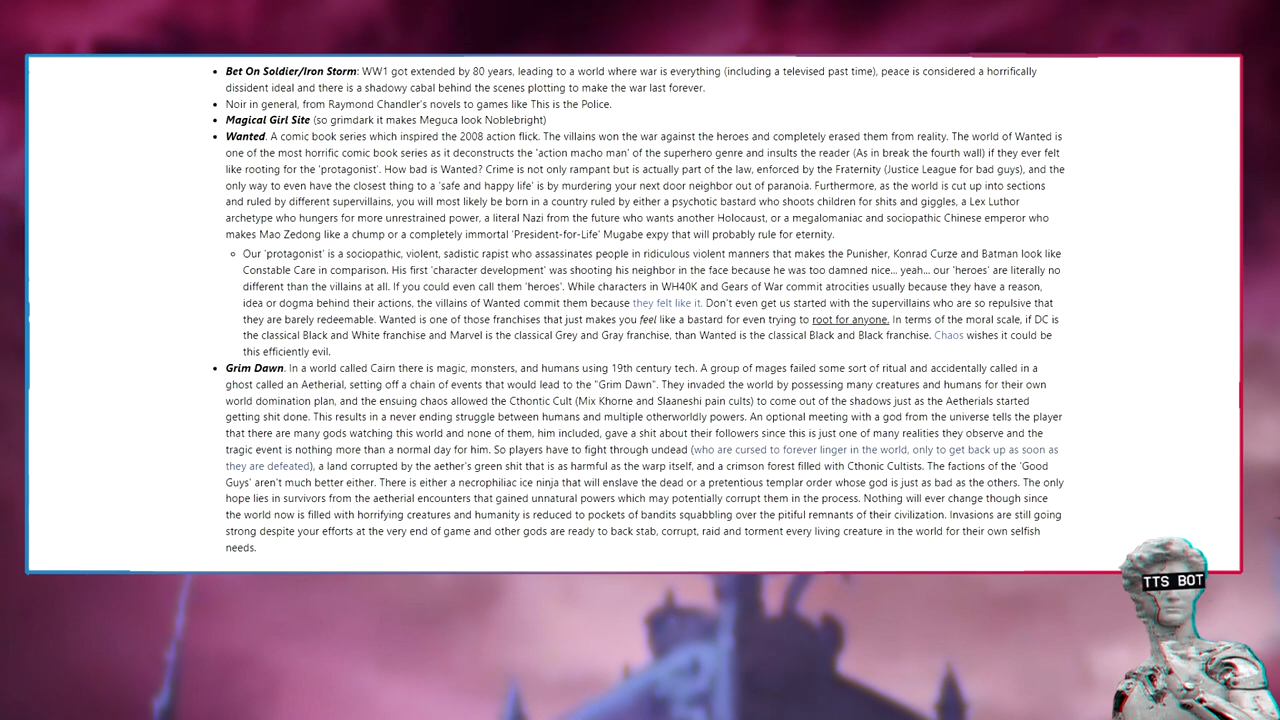 • Bet On Soldier/Iron Storm: WW1 got extended by 80 years, leading to a world where war is everything (including a televised past time), peace is considered a horrifically
dissident ideal and there is a shadowy cabal behind the scenes plotting to make the war last forever.
• Noir in general, from Raymond Chandler's novels to games like This is the Police.
• Magical Girl Site (so grimdark it makes Meguca look Noblebright)
• Wanted. A comic book series which inspired the 2008 action flick. The villains won the war against the heroes and completely erased them from reality. The world of Wanted is
one of the most horrific comic book series as it deconstructs the 'action macho man' of the superhero genre and insults the reader (As in break the fourth wall) if they ever felt
like rooting for the 'protagonist'. How bad is Wanted? Crime is not only rampant but is actually part of the law, enforced by the Fraternity (Justice League for bad guys), and the
only way to even have the closest thing to a 'safe and happy life' is by murdering your next door neighbor out of paranoia. Furthermore, as the world is cut up into sections
and ruled by different supervillains, you will most likely be born in a country ruled by either a psychotic bastard who shoots children for shits and giggles, a Lex Luthor
archetype who hungers for more unrestrained power, a literal Nazi from the future who wants another Holocaust, or a megalomaniac and sociopathic Chinese emperor who
makes Mao Zedong like a chump or a completely immortal 'President-for-Life' Mugabe expy that will probably rule for eternity.
◦ Our 'protagonist' is a sociopathic, violent, sadistic rapist who assassinates people in ridiculous violent manners that makes the Punisher, Konrad Curze and Batman look like
Constable Care in comparison. His first 'character development' was shooting his neighbor in the face because he was too damned nice... yeah... our 'heroes' are literally no
different than the villains at all. If you could even call them 'heroes'. While characters in WH40K and Gears of War commit atrocities usually because they have a reason,
idea or dogma behind their actions, the villains of Wanted commit them because they felt like it. Don't even get us started with the supervillains who are so repulsive that
they are barely redeemable. Wanted is one of those franchises that just makes you feel like a bastard for even trying to root for anyone. In terms of the moral scale, if DC is
the classical Black and White franchise and Marvel is the classical Grey and Gray franchise, than Wanted is the classical Black and Black franchise. Chaos wishes it could be
this efficiently evil.
• Grim Dawn. In a world called Cairn there is magic, monsters, and humans using 19th century tech. A group of mages failed some sort of ritual and accidentally called in a
ghost called an Aetherial, setting off a chain of events that would lead to the "Grim Dawn". They invaded the world by possessing many creatures and humans for their own
world domination plan, and the ensuing chaos allowed the Cthonic Cult (Mix Khorne and Slaaneshi pain cults) to come out of the shadows just as the Aetherials started
getting shit done. This results in a never ending struggle between humans and multiple otherworldly powers. An optional meeting with a god from the universe tells the player
that there are many gods watching this world and none of them, him included, gave a shit about their followers since this is just one of many realities they observe and the
tragic event is nothing more than a normal day for him. So players have to fight through undead (who are cursed to forever linger in the world, only to get back up as soon as
they are defeated), a land corrupted by the aether's green shit that is as harmful as the warp itself, and a crimson forest filled with Cthonic Cultists. The factions of the 'Good
Guys' aren't much better either. There is either a necrophiliac ice ninja that will enslave the dead or a pretentious templar order whose god is just as bad as the others. The only
hope lies in survivors from the aetherial encounters that gained unnatural powers which may potentially corrupt them in the process. Nothing will ever change though since
the world now is filled with horrifying creatures and humanity is reduced to pockets of bandits squabbling over the pitiful remnants of their civilization. Invasions are still going
strong despite your efforts at the very end of game and other gods are ready to back stab, corrupt, raid and torment every living creature in the world for their own selfish
needs.
TTS BOT